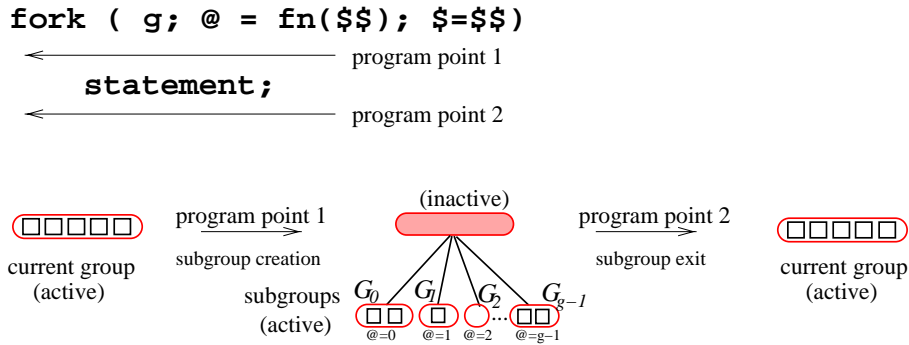 fork ( g; @ = fn($$); $=$$)
program point 1
statement;
program point 2
(inactive)
program point 1
program point 2
subgroup creation
subgroup exit
current group
(active)
current group
(active)
subgroups
(active)
G0 G1 G2 ... Gg−1
@=0 @=1 @=2 @=g−1